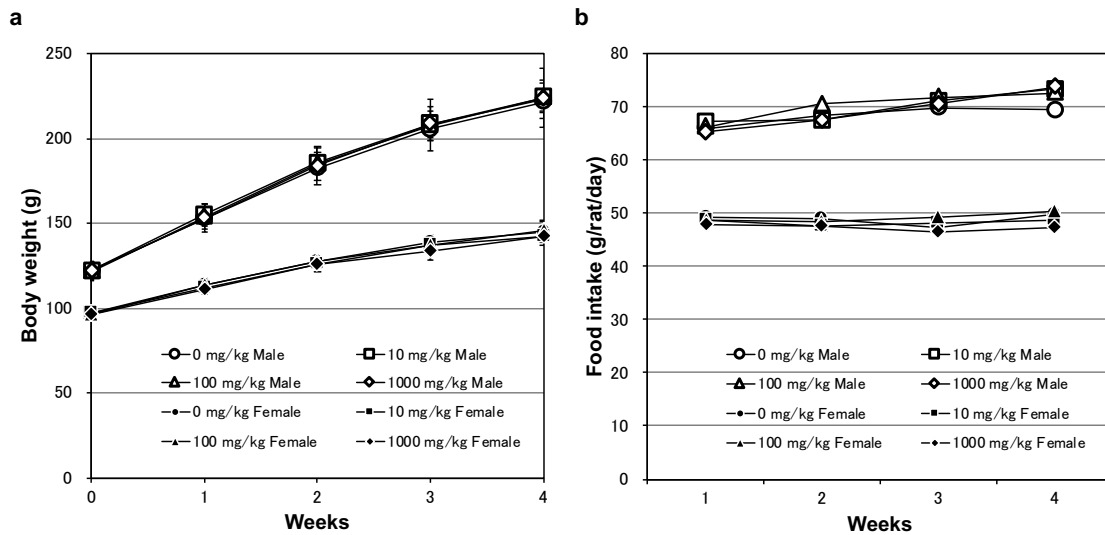 a
250
200
150
100
50
0
Body weight (g)
0 mg/kg Male
10 mg/kg Male
100 mg/kg Male
1000 mg/kg Male
0 mg/kg Female
10 mg/kg Female
100 mg/kg Female
1000 mg/kg Female
0 1 2 3 4
Weeks
b
80
70
60
50
40
30
20
10
0
Food intake (g/rat/day)
0 mg/kg Male
10 mg/kg Male
100 mg/kg Male
1000 mg/kg Male
0 mg/kg Female
10 mg/kg Female
100 mg/kg Female
1000 mg/kg Female
1 2 3 4
Weeks